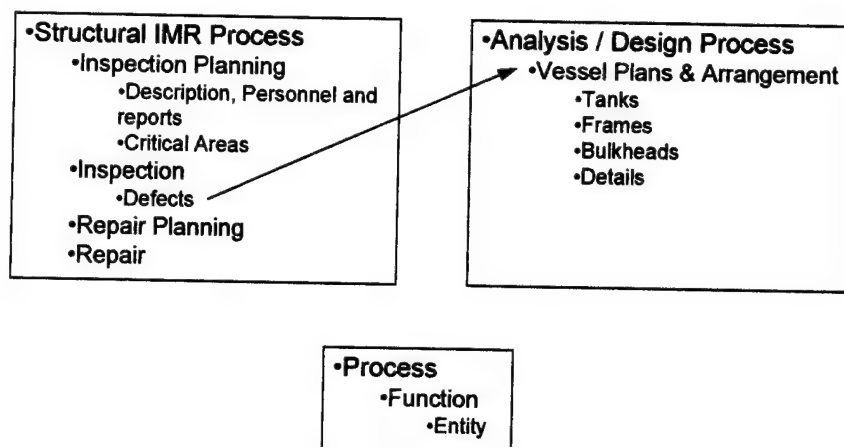 •Structural IMR Process
•Inspection Planning
•Description, Personnel and
reports
•Critical Areas
•Inspection
•Defects
•Repair Planning
•Repair
•Analysis / Design Process
•Vessel Plans & Arrangement
•Tanks
•Frames
•Bulkheads
•Details
•Process
•Function
•Entity